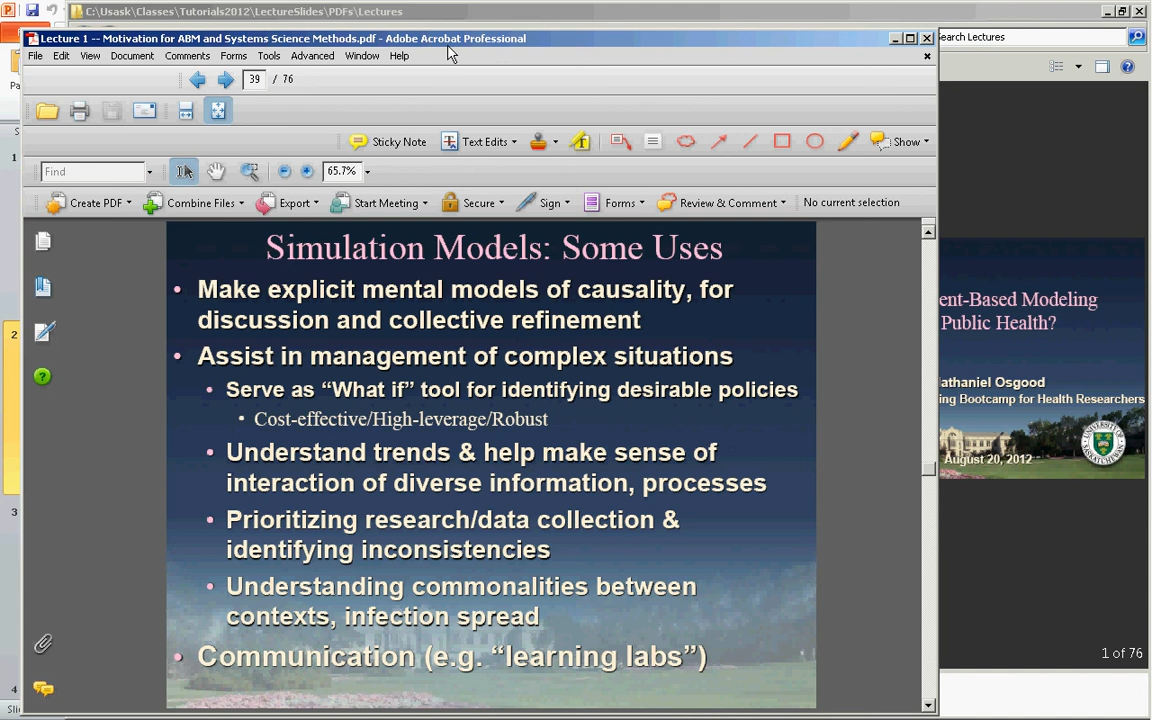 C:\Usask\Classes\Tutorials2012\LectureSlides\PDFs\Lectures
Lecture 1 -- Motivation for ABM and Systems Science Methods.pdf - Adobe Acrobat Professional
earch Lectures
File Edit View Document Comments Forms Tools Advanced Window Help
Pa
39 / 76
Sticky Note Text Edits Show
Find 65.7%
Create PDF Combine Files Export Start Meeting Secure Sign Forms Review & Comment No current selection
1
2
3
4
Simulation Models: Some Uses
• Make explicit mental models of causality, for
discussion and collective refinement
• Assist in management of complex situations
• Serve as “What if” tool for identifying desirable policies
• Cost-effective/High-leverage/Robust
• Understand trends & help make sense of
interaction of diverse information, processes
• Prioritizing research/data collection &
identifying inconsistencies
• Understanding commonalities between
contexts, infection spread
• Communication (e.g. “learning labs”)
ent-Based Modeling
Public Health?
athaniel Osgood
ing Bootcamp for Health Researchers
August 20, 2012
1 of 76
Sli